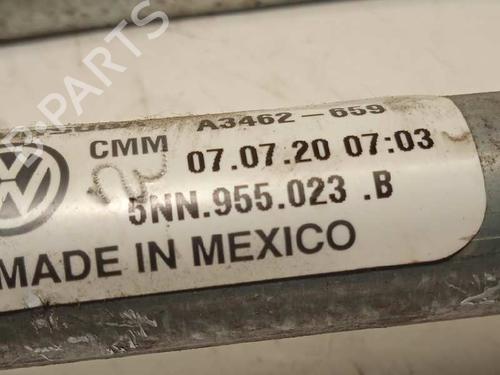 A3462-659
CMM 07.07.20 07:03
5NN.955.023 .B
MADE IN MEXICO
B-PARTS